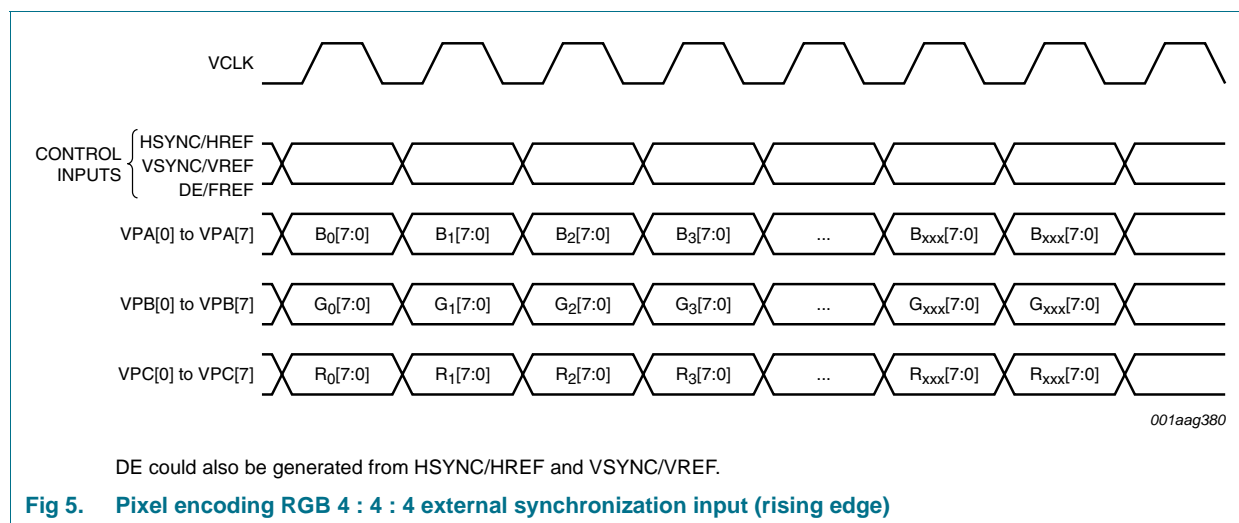 VCLK
CONTROL INPUTS
HSYNC/HREF
VSYNC/VREF
DE/FREF
VPA[0] to VPA[7] B0[7:0] B1[7:0] B2[7:0] B3[7:0] ... Bxxx[7:0] Bxxx[7:0]
VPB[0] to VPB[7] G0[7:0] G1[7:0] G2[7:0] G3[7:0] ... Gxxx[7:0] Gxxx[7:0]
VPC[0] to VPC[7] R0[7:0] R1[7:0] R2[7:0] R3[7:0] ... Rxxx[7:0] Rxxx[7:0]
001aag380
DE could also be generated from HSYNC/HREF and VSYNC/VREF.
Fig 5. Pixel encoding RGB 4 : 4 : 4 external synchronization input (rising edge)